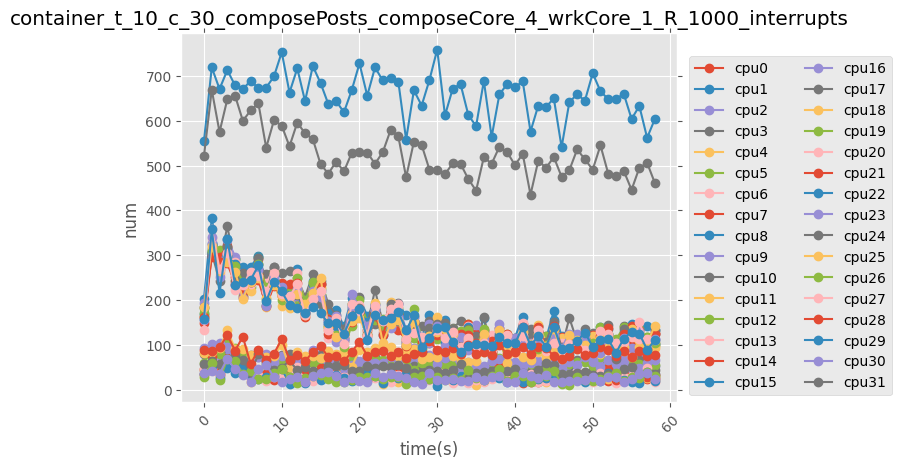 container_t_10_c_30_composePosts_composeCore_4_wrkCore_1_R_1000_interrupts
num
700
600
500
400
300
200
100
0
0
10
20
30
40
50
60
time(s)
cpu0
cpu1
cpu2
cpu3
cpu4
cpu5
cpu6
cpu7
cpu8
cpu9
cpu10
cpu11
cpu12
cpu13
cpu14
cpu15
cpu16
cpu17
cpu18
cpu19
cpu20
cpu21
cpu22
cpu23
cpu24
cpu25
cpu26
cpu27
cpu28
cpu29
cpu30
cpu31